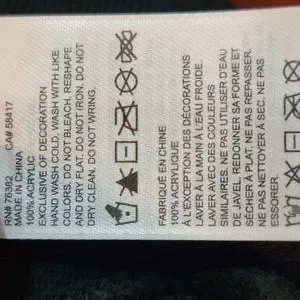 RN# 76362 CA# 58417
MADE IN CHINA
100% ACRYLIC
EXCLUSIVE OF DECORATION
HAND WASH COLD, WASH WITH LIKE
COLORS. DO NOT BLEACH, RESHAPE
AND DRY FLAT. DO NOT IRON. DO NOT
DRY CLEAN. DO NOT WRING.
FABRIQUÉ EN CHINE
100% ACRYLIQUE
À L'EXCEPTION DES DÉCORATIONS
LAVER À LA MAIN À L'EAU FROIDE.
LAVER AVEC DES COULEURS
SIMILAIRES. NE PAS UTILISER D'EAU
DE JAVEL. REDONNER SA FORME ET
SÉCHER À PLAT. NE PAS REPASSER.
NE PAS NETTOYER À SEC. NE PAS
ESSORER.